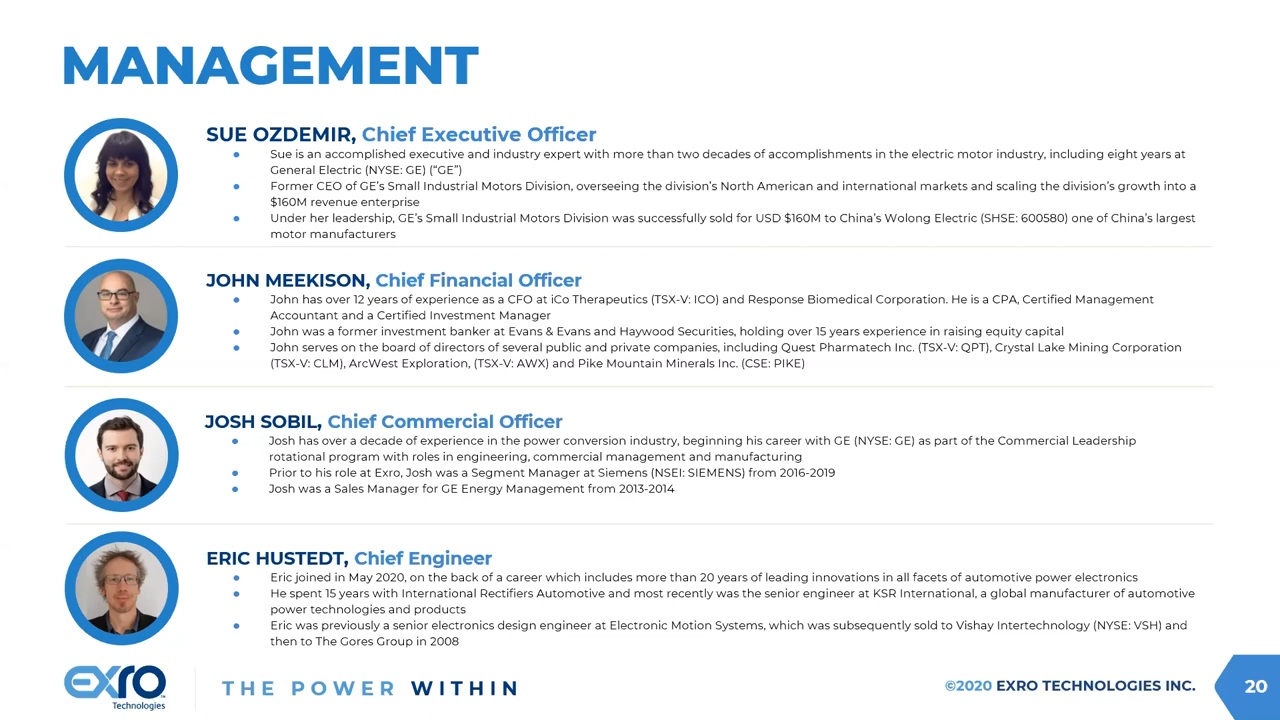 MANAGEMENT
SUE OZDEMIR, Chief Executive Officer
● Sue is an accomplished executive and industry expert with more than two decades of accomplishments in the electric motor industry, including eight years at
General Electric (NYSE: GE) (“GE”)
● Former CEO of GE’s Small Industrial Motors Division, overseeing the division’s North American and international markets and scaling the division’s growth into a
$160M revenue enterprise
● Under her leadership, GE’s Small Industrial Motors Division was successfully sold for USD $160M to China’s Wolong Electric (SHSE: 600580) one of China’s largest
motor manufacturers
JOHN MEEKISON, Chief Financial Officer
● John has over 12 years of experience as a CFO at iCo Therapeutics (TSX-V: ICO) and Response Biomedical Corporation. He is a CPA, Certified Management
Accountant and a Certified Investment Manager
● John was a former investment banker at Evans & Evans and Haywood Securities, holding over 15 years experience in raising equity capital
● John serves on the board of directors of several public and private companies, including Quest Pharmatech Inc. (TSX-V: QPT), Crystal Lake Mining Corporation
(TSX-V: CLM), ArcWest Exploration, (TSX-V: AWX) and Pike Mountain Minerals Inc. (CSE: PIKE)
JOSH SOBIL, Chief Commercial Officer
● Josh has over a decade of experience in the power conversion industry, beginning his career with GE (NYSE: GE) as part of the Commercial Leadership
rotational program with roles in engineering, commercial management and manufacturing
● Prior to his role at Exro, Josh was a Segment Manager at Siemens (NSEI: SIEMENS) from 2016-2019
● Josh was a Sales Manager for GE Energy Management from 2013-2014
ERIC HUSTEDT, Chief Engineer
● Eric joined in May 2020, on the back of a career which includes more than 20 years of leading innovations in all facets of automotive power electronics
● He spent 15 years with International Rectifiers Automotive and most recently was the senior engineer at KSR International, a global manufacturer of automotive
power technologies and products
● Eric was previously a senior electronics design engineer at Electronic Motion Systems, which was subsequently sold to Vishay Intertechnology (NYSE: VSH) and
then to The Gores Group in 2008
EXRO
Technologies
THE POWER WITHIN
©2020 EXRO TECHNOLOGIES INC.
20